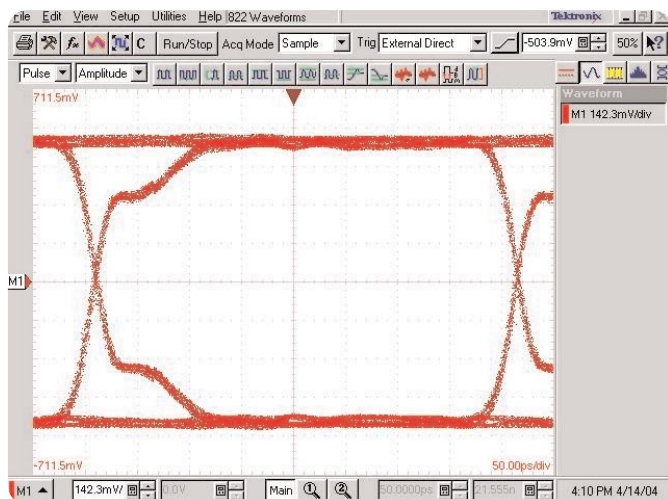 File Edit View Setup Utilities Help 822 Waveforms Tektronix
C Run/Stop Acq Mode Sample Trig External Direct -503.9mV 50% ?
Pulse Amplitude
711.5mV
Waveform
M1 142.3mV/div
M1
-711.5mV
50.00ps/div
M1 142.3mV/ 0.0V Main 1 2 50.0000ps 21.555n 4:10 PM 4/14/04